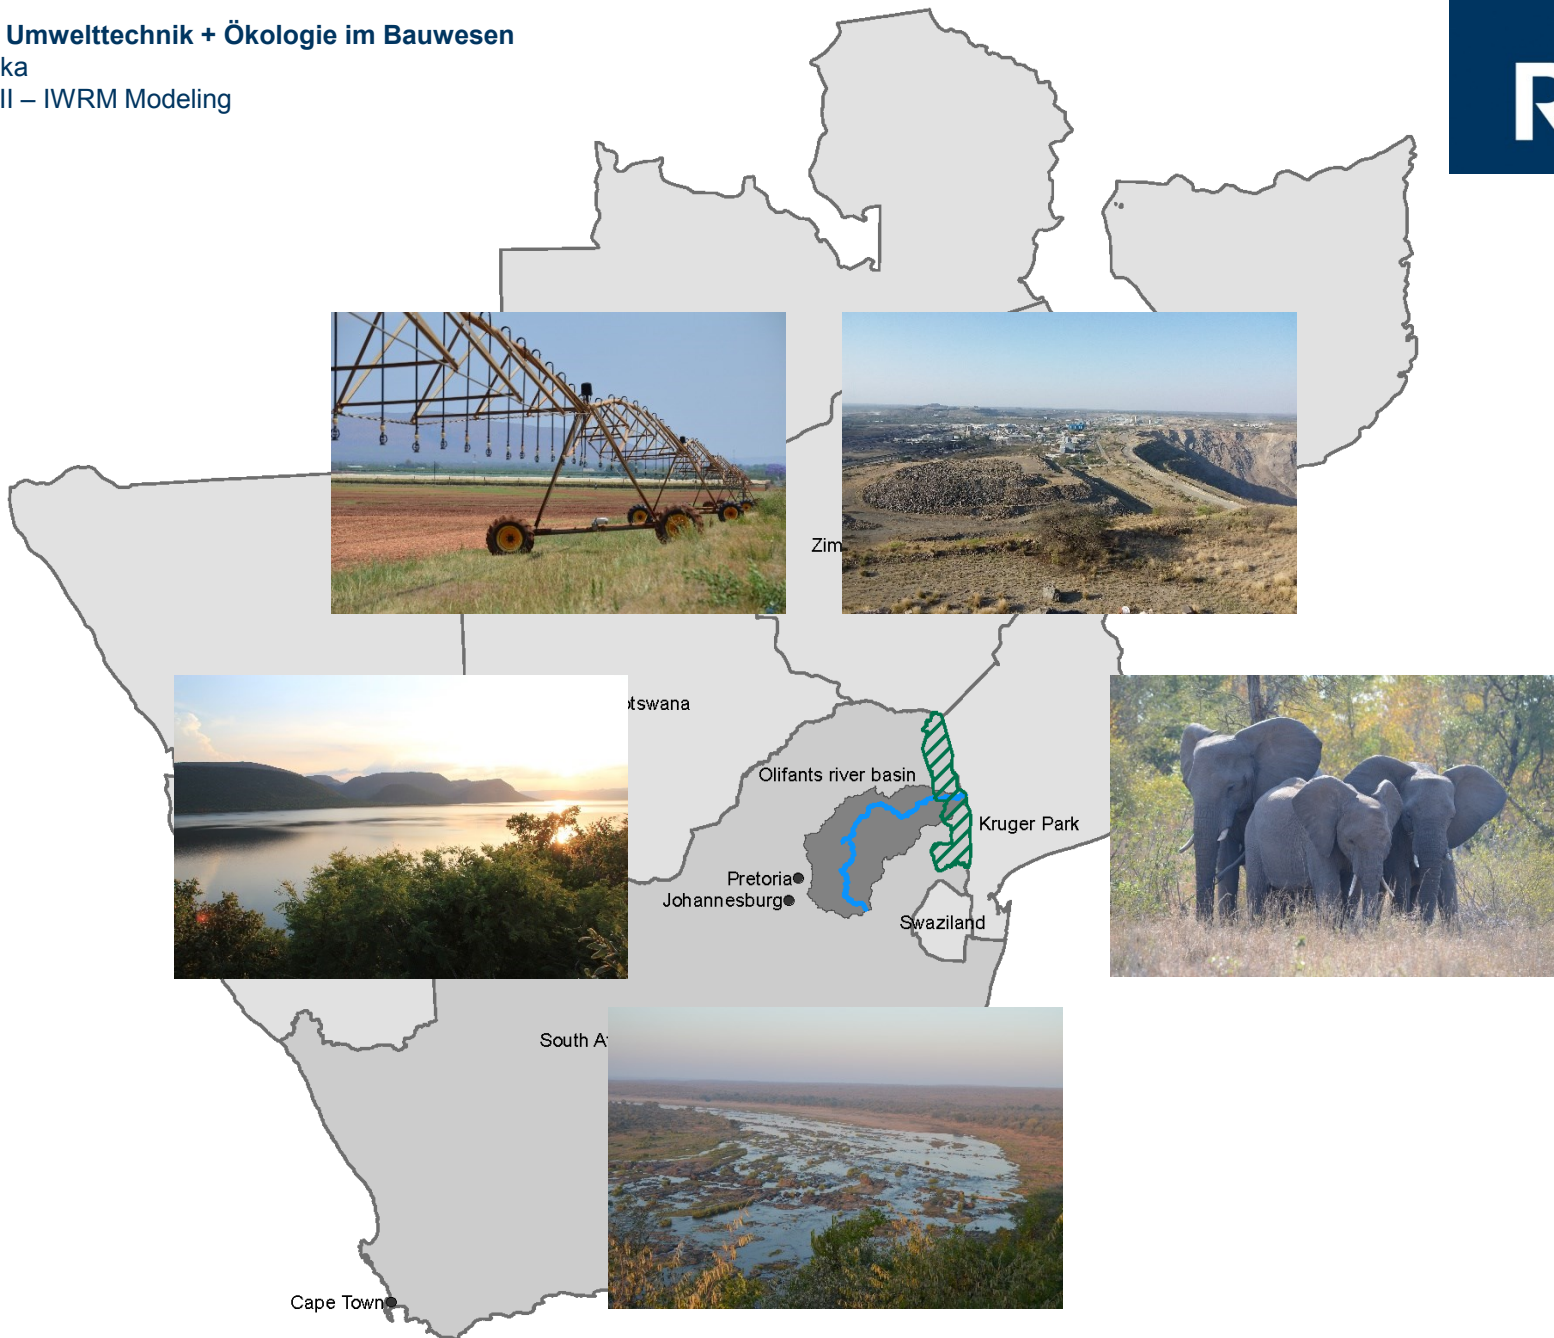 Umwelttechnik + Ökologie im Bauwesen
ka
II – IWRM Modeling
R
Zim
otswana
Olifants river basin
Kruger Park
Pretoria
Johannesburg
Swaziland
South A
Cape Town